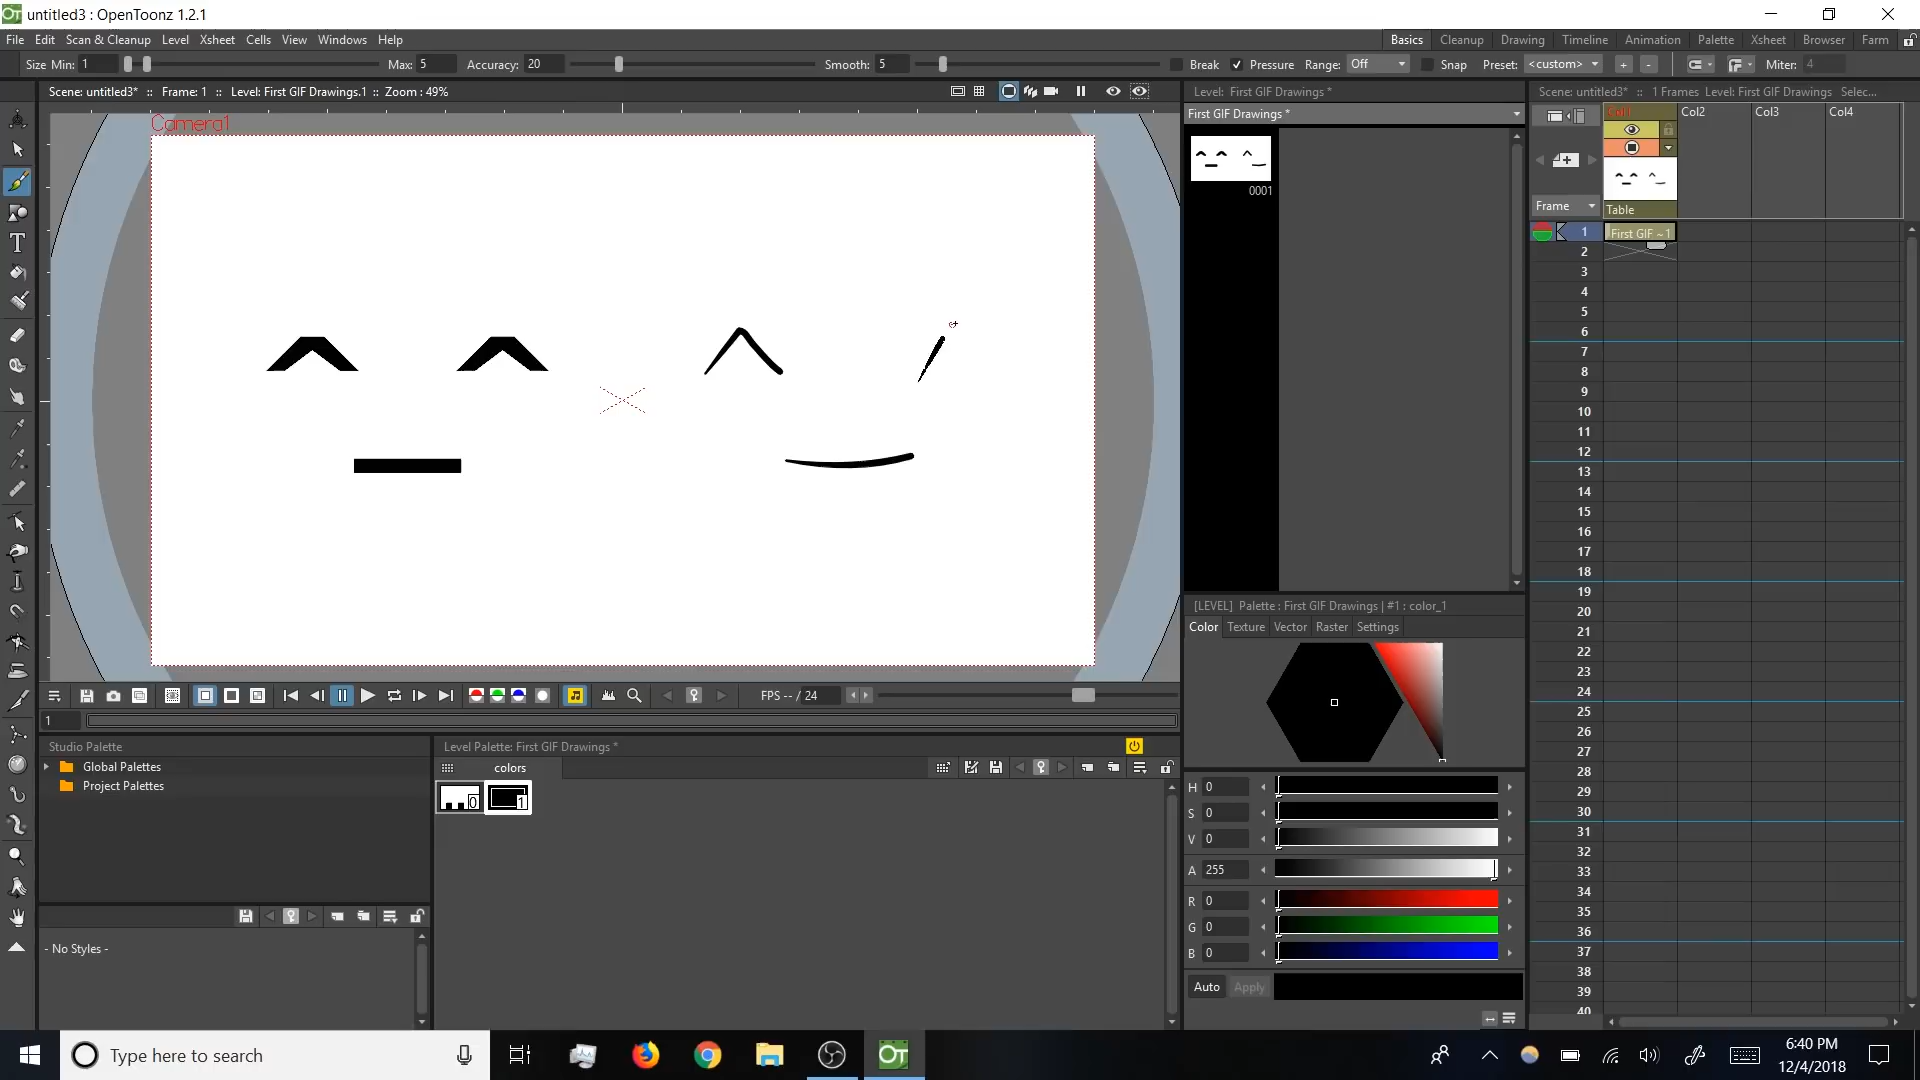 untitled3 : OpenToonz 1.2.1
File Edit Scan & Cleanup Level Xsheet Cells View Windows Help
Basics Cleanup Drawing Timeline Animation Palette Xsheet Browser Farm
Size Min: 1 Max: 5 Accuracy: 20 Smooth: 5 Break Pressure Range: Off Snap Preset: <custom> + - Miter: 4
Scene: untitled3* :: Frame: 1 :: Level: First GIF Drawings.1 :: Zoom : 49%
Level: First GIF Drawings *
Scene: untitled3* :: 1 Frames Level: First GIF Drawings Selec...
Camera1
First GIF Drawings *
0001
Col1 Col2 Col3 Col4
Frame
Table
1 First GIF ~1
2
3
4
5
6
7
8
9
10
11
12
13
14
15
16
17
18
19
20
21
22
23
24
25
26
27
28
29
30
31
32
33
34
35
36
37
38
39
40
[LEVEL] Palette : First GIF Drawings | #1 : color_1
Color Texture Vector Raster Settings
H 0
S 0
V 0
A 255
R 0
G 0
B 0
Auto Apply
FPS -- / 24
1
Studio Palette
Global Palettes
Project Palettes
- No Styles -
Level Palette: First GIF Drawings *
colors
0 1
Type here to search
OT
6:40 PM
12/4/2018